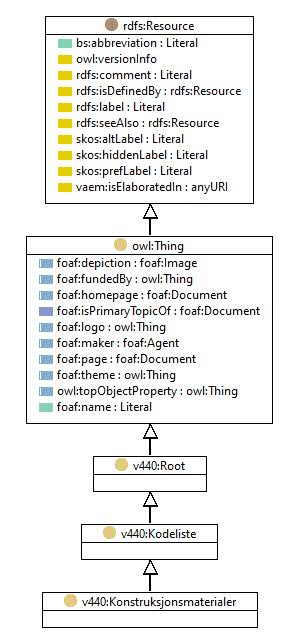 rdfs:Resource
bs:abbreviation : Literal
owl:versionInfo
rdfs:comment : Literal
rdfs:isDefinedBy : rdfs:Resource
rdfs:label : Literal
rdfs:seeAlso : rdfs:Resource
skos:altLabel : Literal
skos:hiddenLabel : Literal
skos:prefLabel : Literal
vaem:isElaboratedIn : anyURI
owl:Thing
foaf:depiction : foaf:Image
foaf:fundedBy : owl:Thing
foaf:homepage : foaf:Document
foaf:isPrimaryTopicOf : foaf:Document
foaf:logo : owl:Thing
foaf:maker : foaf:Agent
foaf:page : foaf:Document
foaf:theme : owl:Thing
owl:topObjectProperty : owl:Thing
foaf:name : Literal
v440:Root
v440:Kodeliste
v440:Konstruksjonsmaterialer